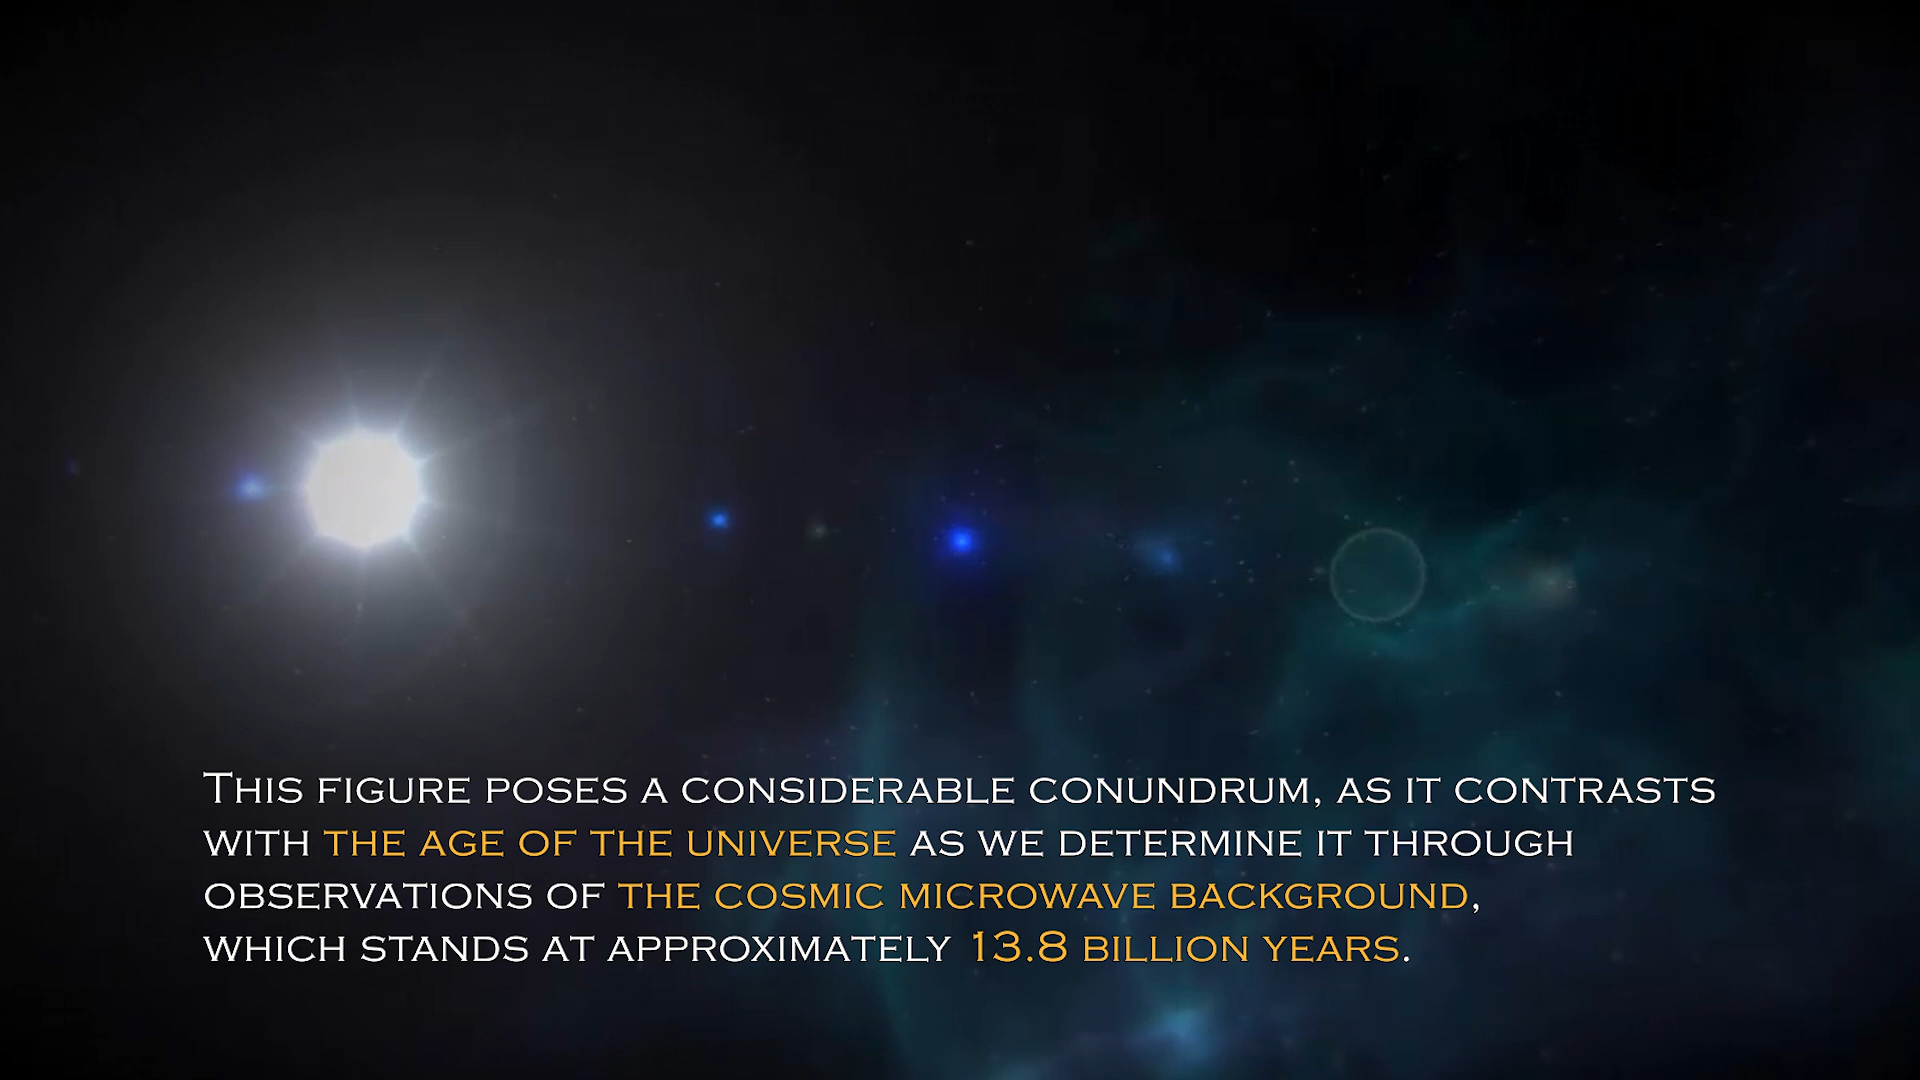 This figure poses a considerable conundrum, as it contrasts
with the age of the universe as we determine it through
observations of the cosmic microwave background,
which stands at approximately 13.8 billion years.